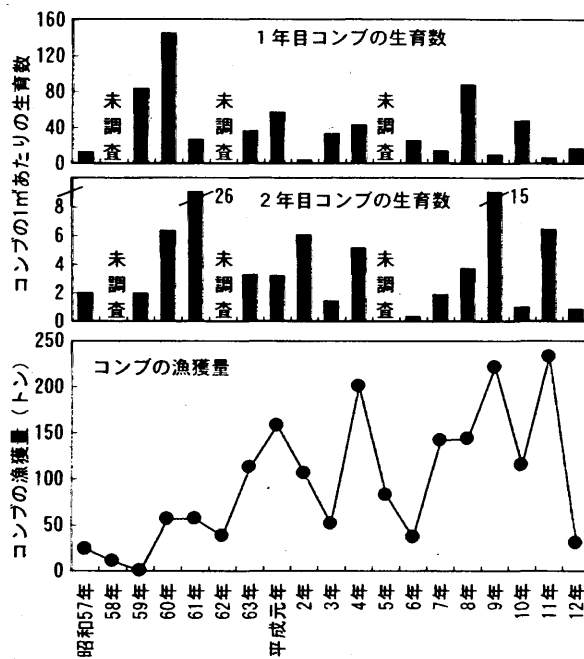 コンブの1㎡あたりの生育数
160
120
80
40
0
1年目コンブの生育数
未調査
未調査
未調査
8
6
4
2
0
2年目コンブの生育数
26
15
未調査
未調査
未調査
コンブの漁獲量（トン）
250
200
150
100
50
0
コンブの漁獲量
昭和57年
58年
59年
60年
61年
62年
63年
平成元年
2年
3年
4年
5年
6年
7年
8年
9年
10年
11年
12年